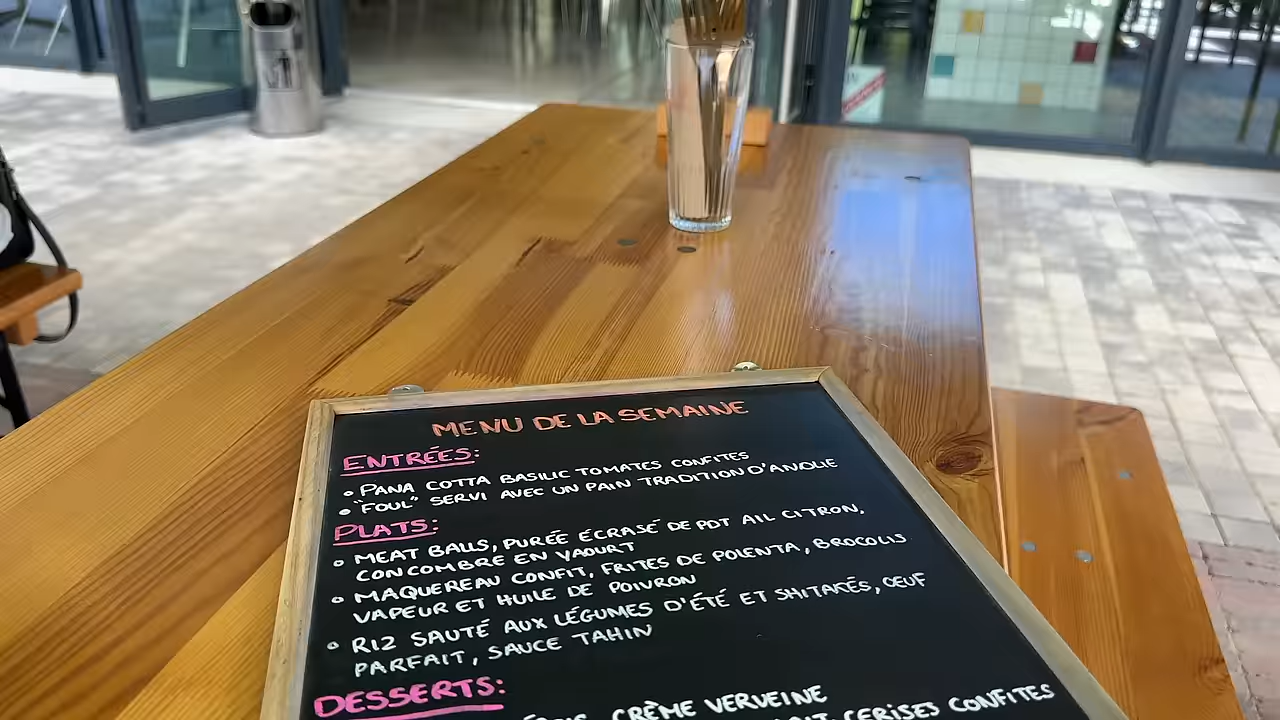 MENU DE LA SEMAINE
ENTRÉES:
• PANA COTTA BASILIC TOMATES CONFITES
• "FOUL" SERVI AVEC UN PAIN TRADITION D'ANOLIE
PLATS:
• MEAT BALLS, PURÉE ÉCRASÉ DE PDT AIL CITRON,
CONCOMBRE EN YAOURT
• MAQUEREAU CONFIT, FRITES DE POLENTA, BROCOLIS
VAPEUR ET HUILE DE POIVRON
• RIZ SAUTÉ AUX LÉGUMES D'ÉTÉ ET SHITAKÉS, OEUF
PARFAIT, SAUCE TAHIN
DESSERTS:
CRÈME VERVEINE
CERISES CONFITES